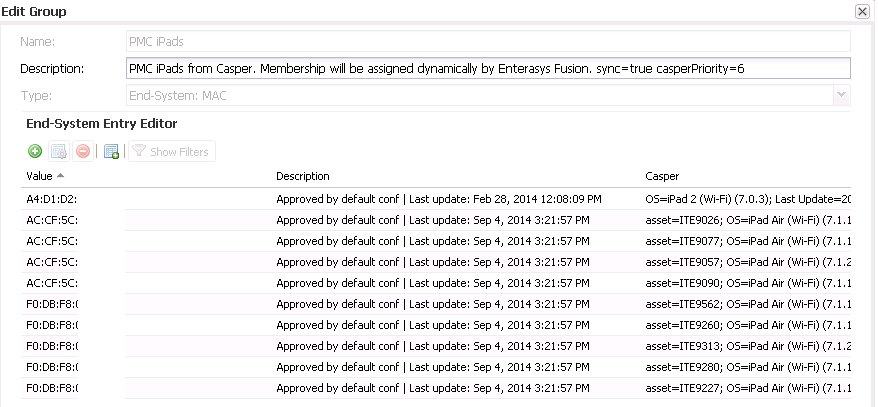 Edit Group
Name: PMC iPads
Description: PMC iPads from Casper. Membership will be assigned dynamically by Enterasys Fusion. sync=true casperPriority=6
Type: End-System: MAC
End-System Entry Editor
Show Filters
Value Description Casper
A4:D1:D2: Approved by default conf | Last update: Feb 28, 2014 12:08:09 PM OS=iPad 2 (Wi-Fi) (7.0.3); Last Update=20
AC:CF:5C: Approved by default conf | Last update: Sep 4, 2014 3:21:57 PM asset=ITE9026; OS=iPad Air (Wi-Fi) (7.1.1
AC:CF:5C: Approved by default conf | Last update: Sep 4, 2014 3:21:57 PM asset=ITE9077; OS=iPad Air (Wi-Fi) (7.1.1
AC:CF:5C: Approved by default conf | Last update: Sep 4, 2014 3:21:57 PM asset=ITE9057; OS=iPad Air (Wi-Fi) (7.1.2
AC:CF:5C: Approved by default conf | Last update: Sep 4, 2014 3:21:57 PM asset=ITE9090; OS=iPad Air (Wi-Fi) (7.1.1
F0:DB:F8: Approved by default conf | Last update: Sep 4, 2014 3:21:57 PM asset=ITE9562; OS=iPad Air (Wi-Fi) (7.1.1
F0:DB:F8: Approved by default conf | Last update: Sep 4, 2014 3:21:57 PM asset=ITE9260; OS=iPad Air (Wi-Fi) (7.1.1
F0:DB:F8: Approved by default conf | Last update: Sep 4, 2014 3:21:57 PM asset=ITE9313; OS=iPad Air (Wi-Fi) (7.1.2
F0:DB:F8: Approved by default conf | Last update: Sep 4, 2014 3:21:57 PM asset=ITE9280; OS=iPad Air (Wi-Fi) (7.1.1
F0:DB:F8: Approved by default conf | Last update: Sep 4, 2014 3:21:57 PM asset=ITE9227; OS=iPad Air (Wi-Fi) (7.1.1